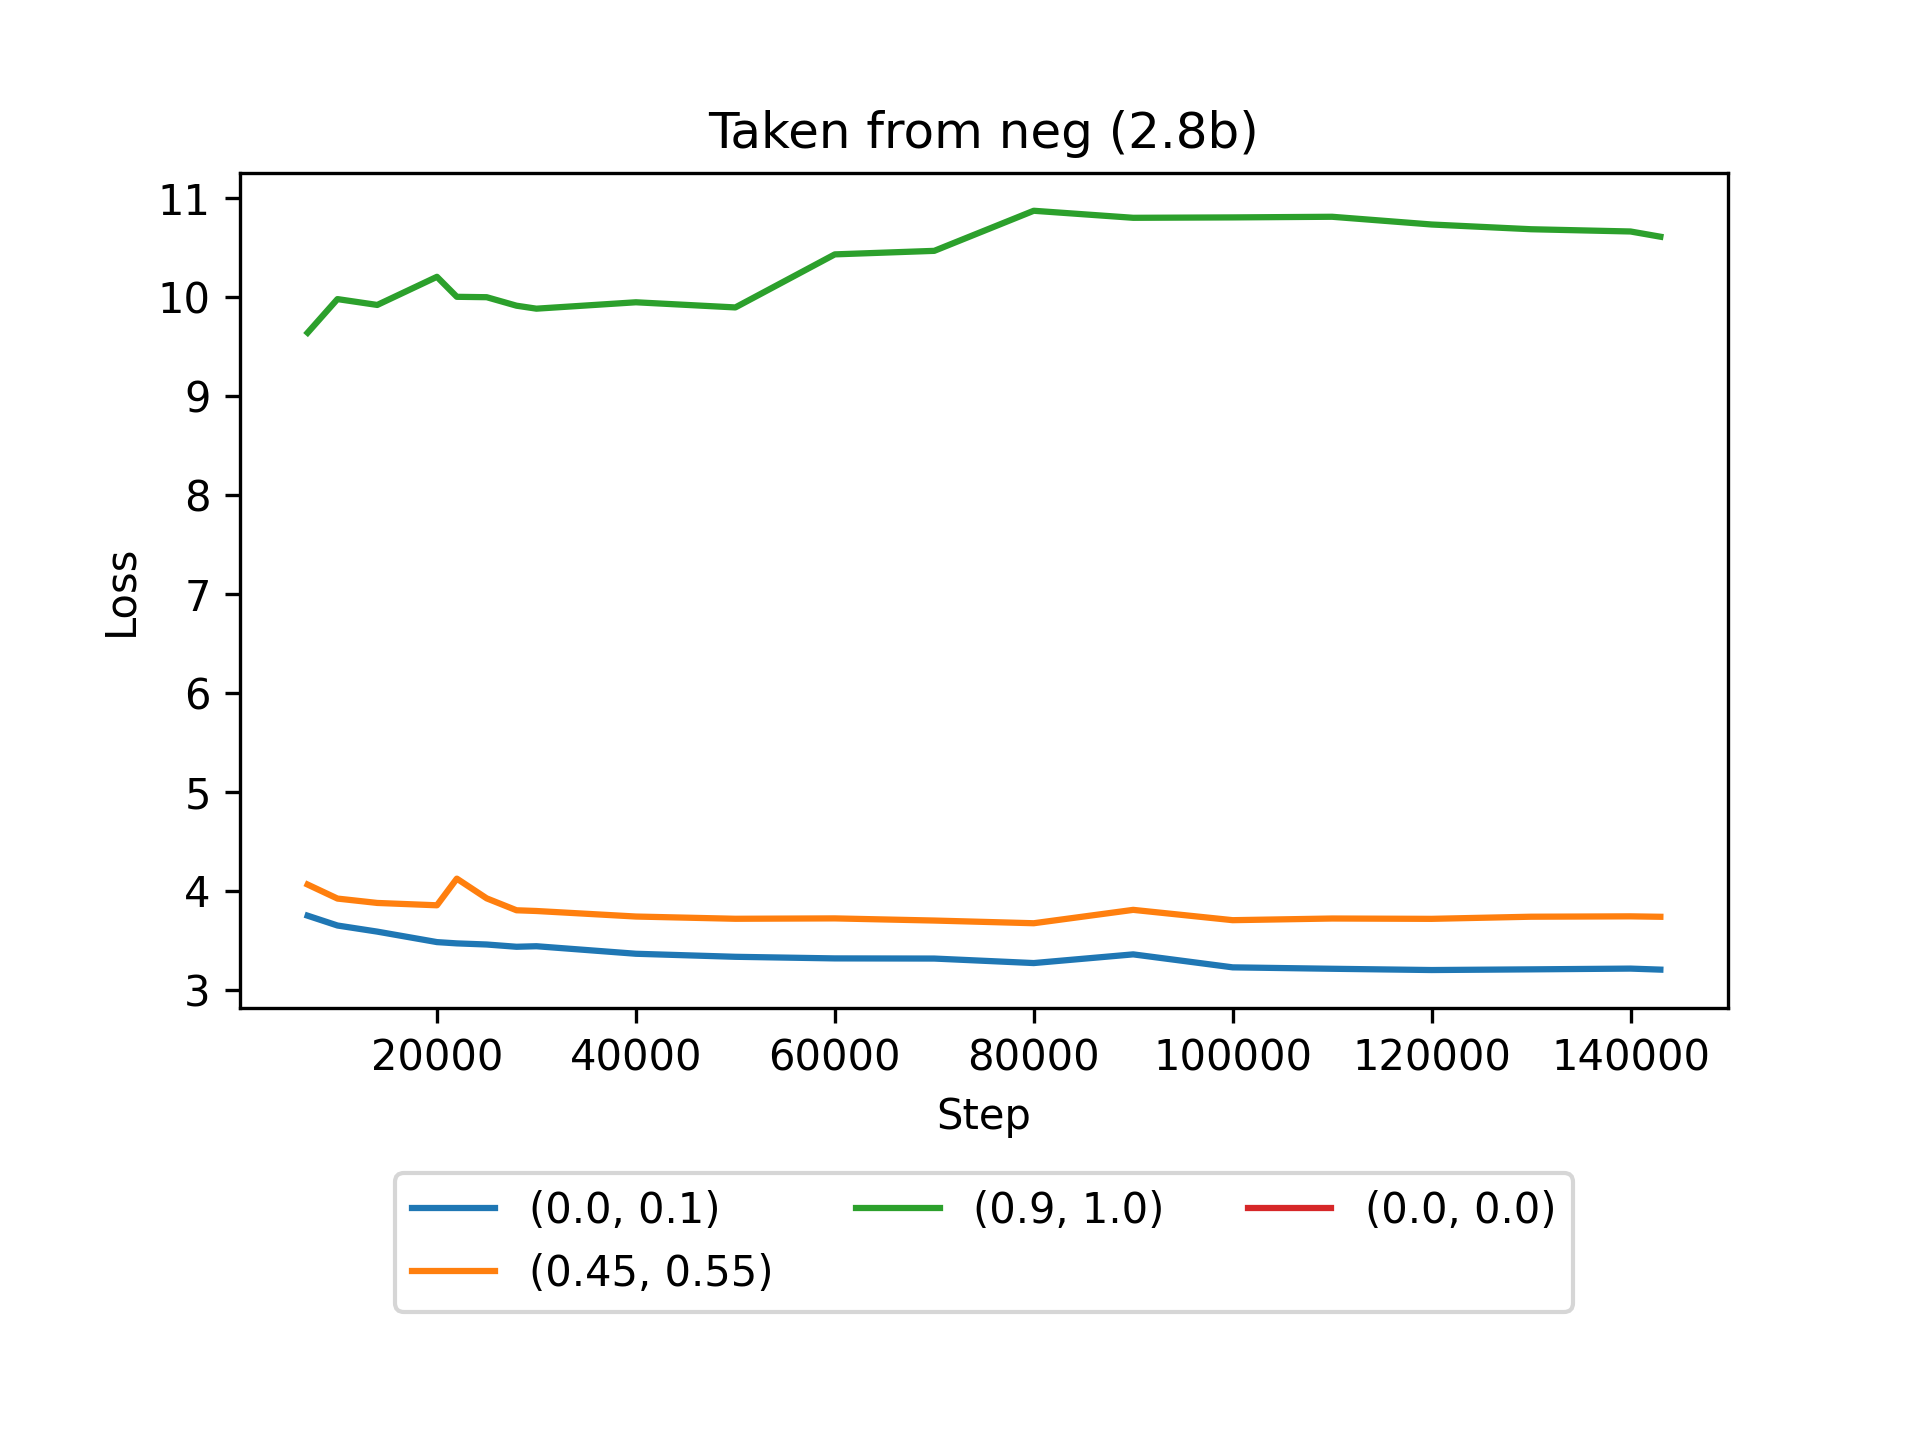 Taken from neg (2.8b)
11
10
9
8
7
6
5
4
3
Loss
20000 40000 60000 80000 100000 120000 140000
Step
(0.0, 0.1) (0.9, 1.0) (0.0, 0.0)
(0.45, 0.55)